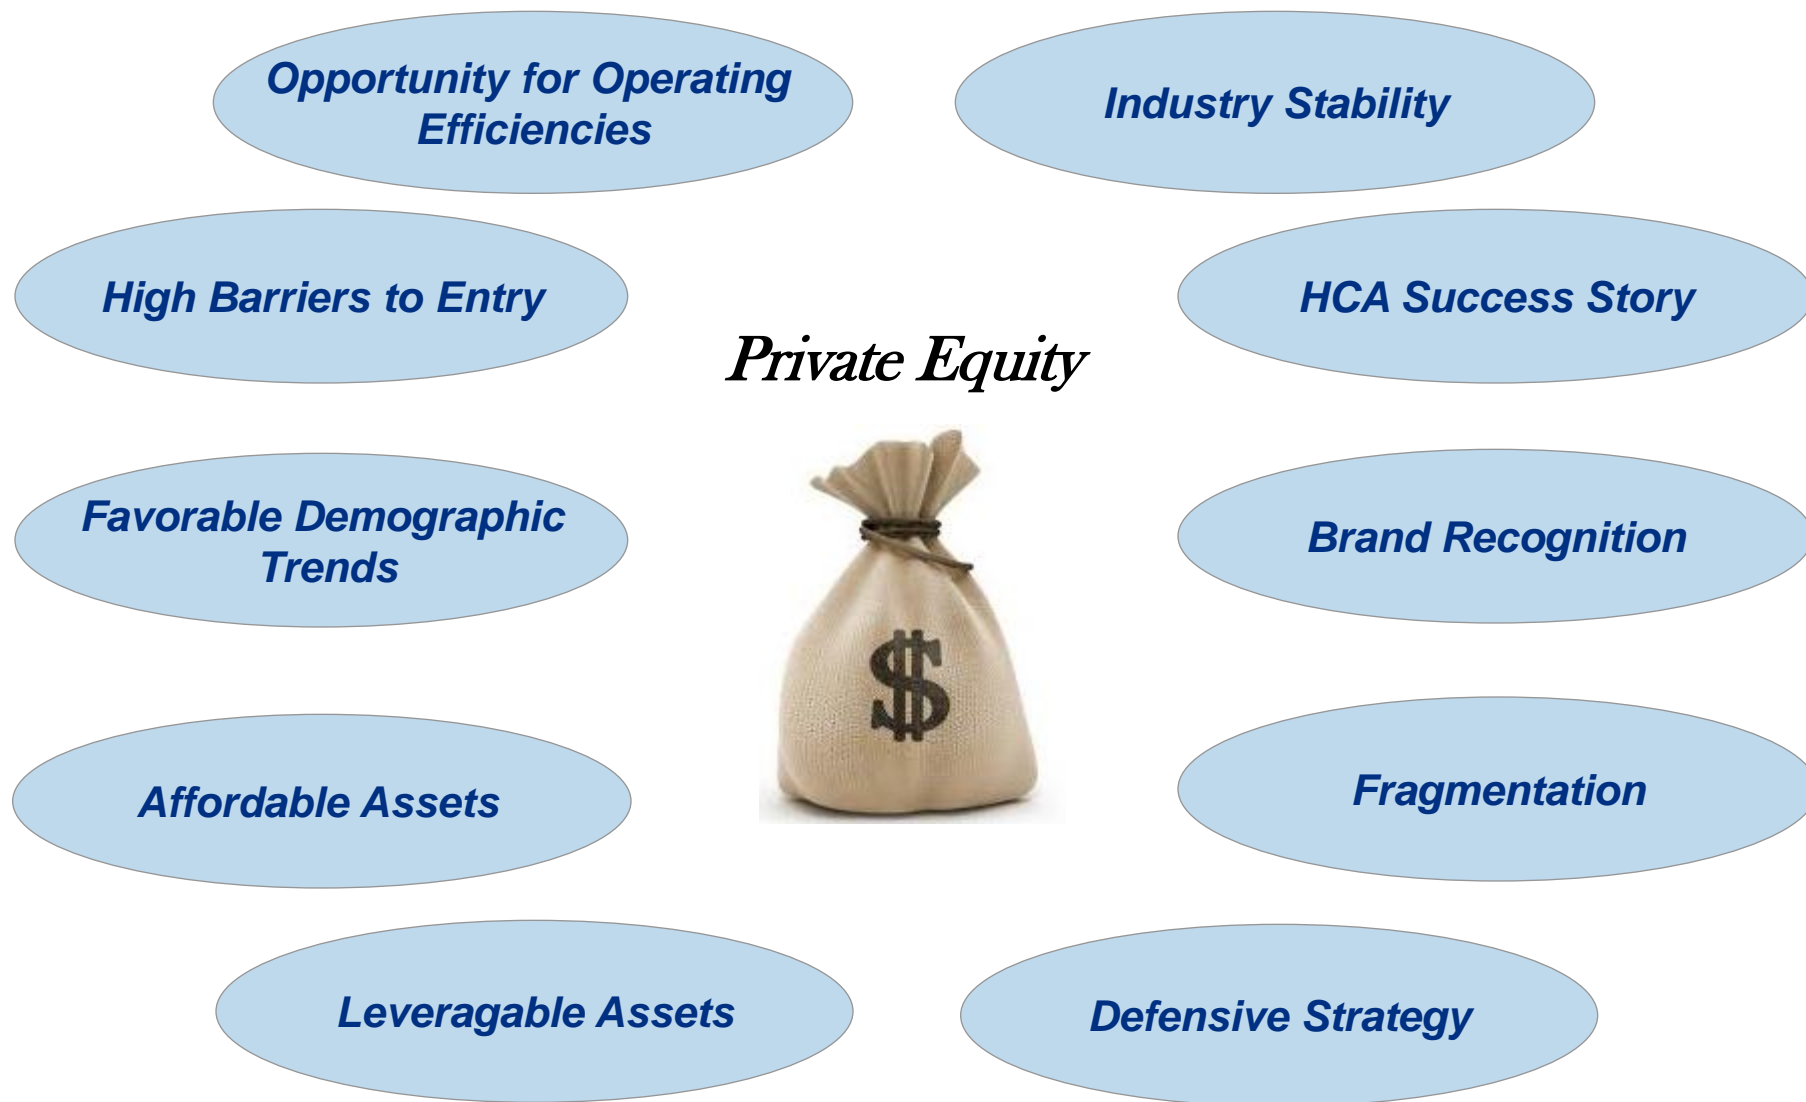 Opportunity for Operating
Efficiencies
Industry Stability
High Barriers to Entry
HCA Success Story
Private Equity
Favorable Demographic
Trends
Brand Recognition
$
Affordable Assets
Fragmentation
Leveragable Assets
Defensive Strategy